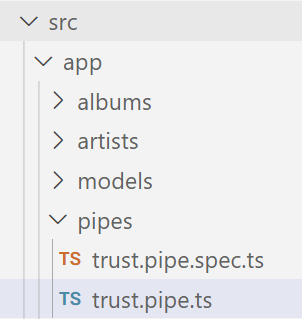 src
app
albums
artists
models
pipes
TS trust.pipe.spec.ts
TS trust.pipe.ts